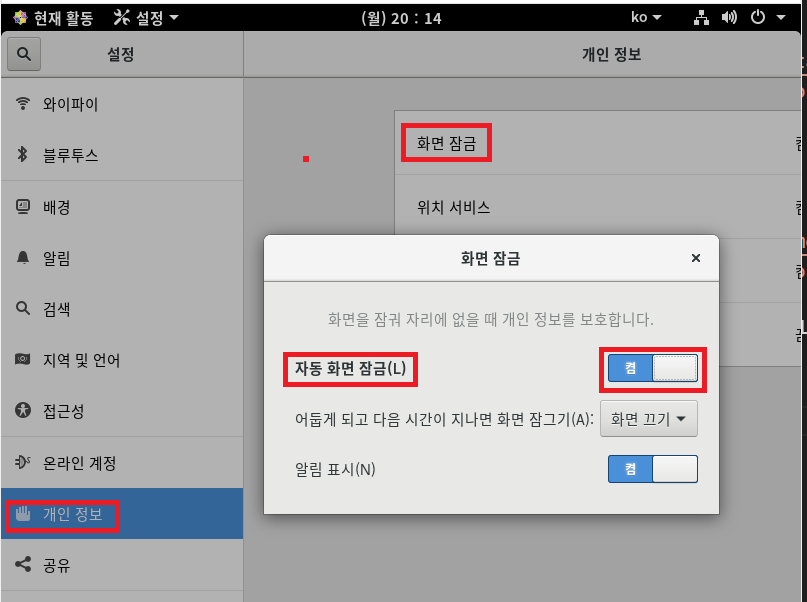 현재 활동 설정 (월) 20 : 14 ko
설정 개인 정보
와이파이
블루투스
배경
알림
검색
지역 및 언어
접근성
온라인 계정
개인 정보
공유
화면 잠금
위치 서비스
화면 잠금 ×
화면을 잠궈 자리에 없을 때 개인 정보를 보호합니다.
자동 화면 잠금(L) 켬
어둡게 되고 다음 시간이 지나면 화면 잠그기(A): 화면 끄기
알림 표시(N) 켬